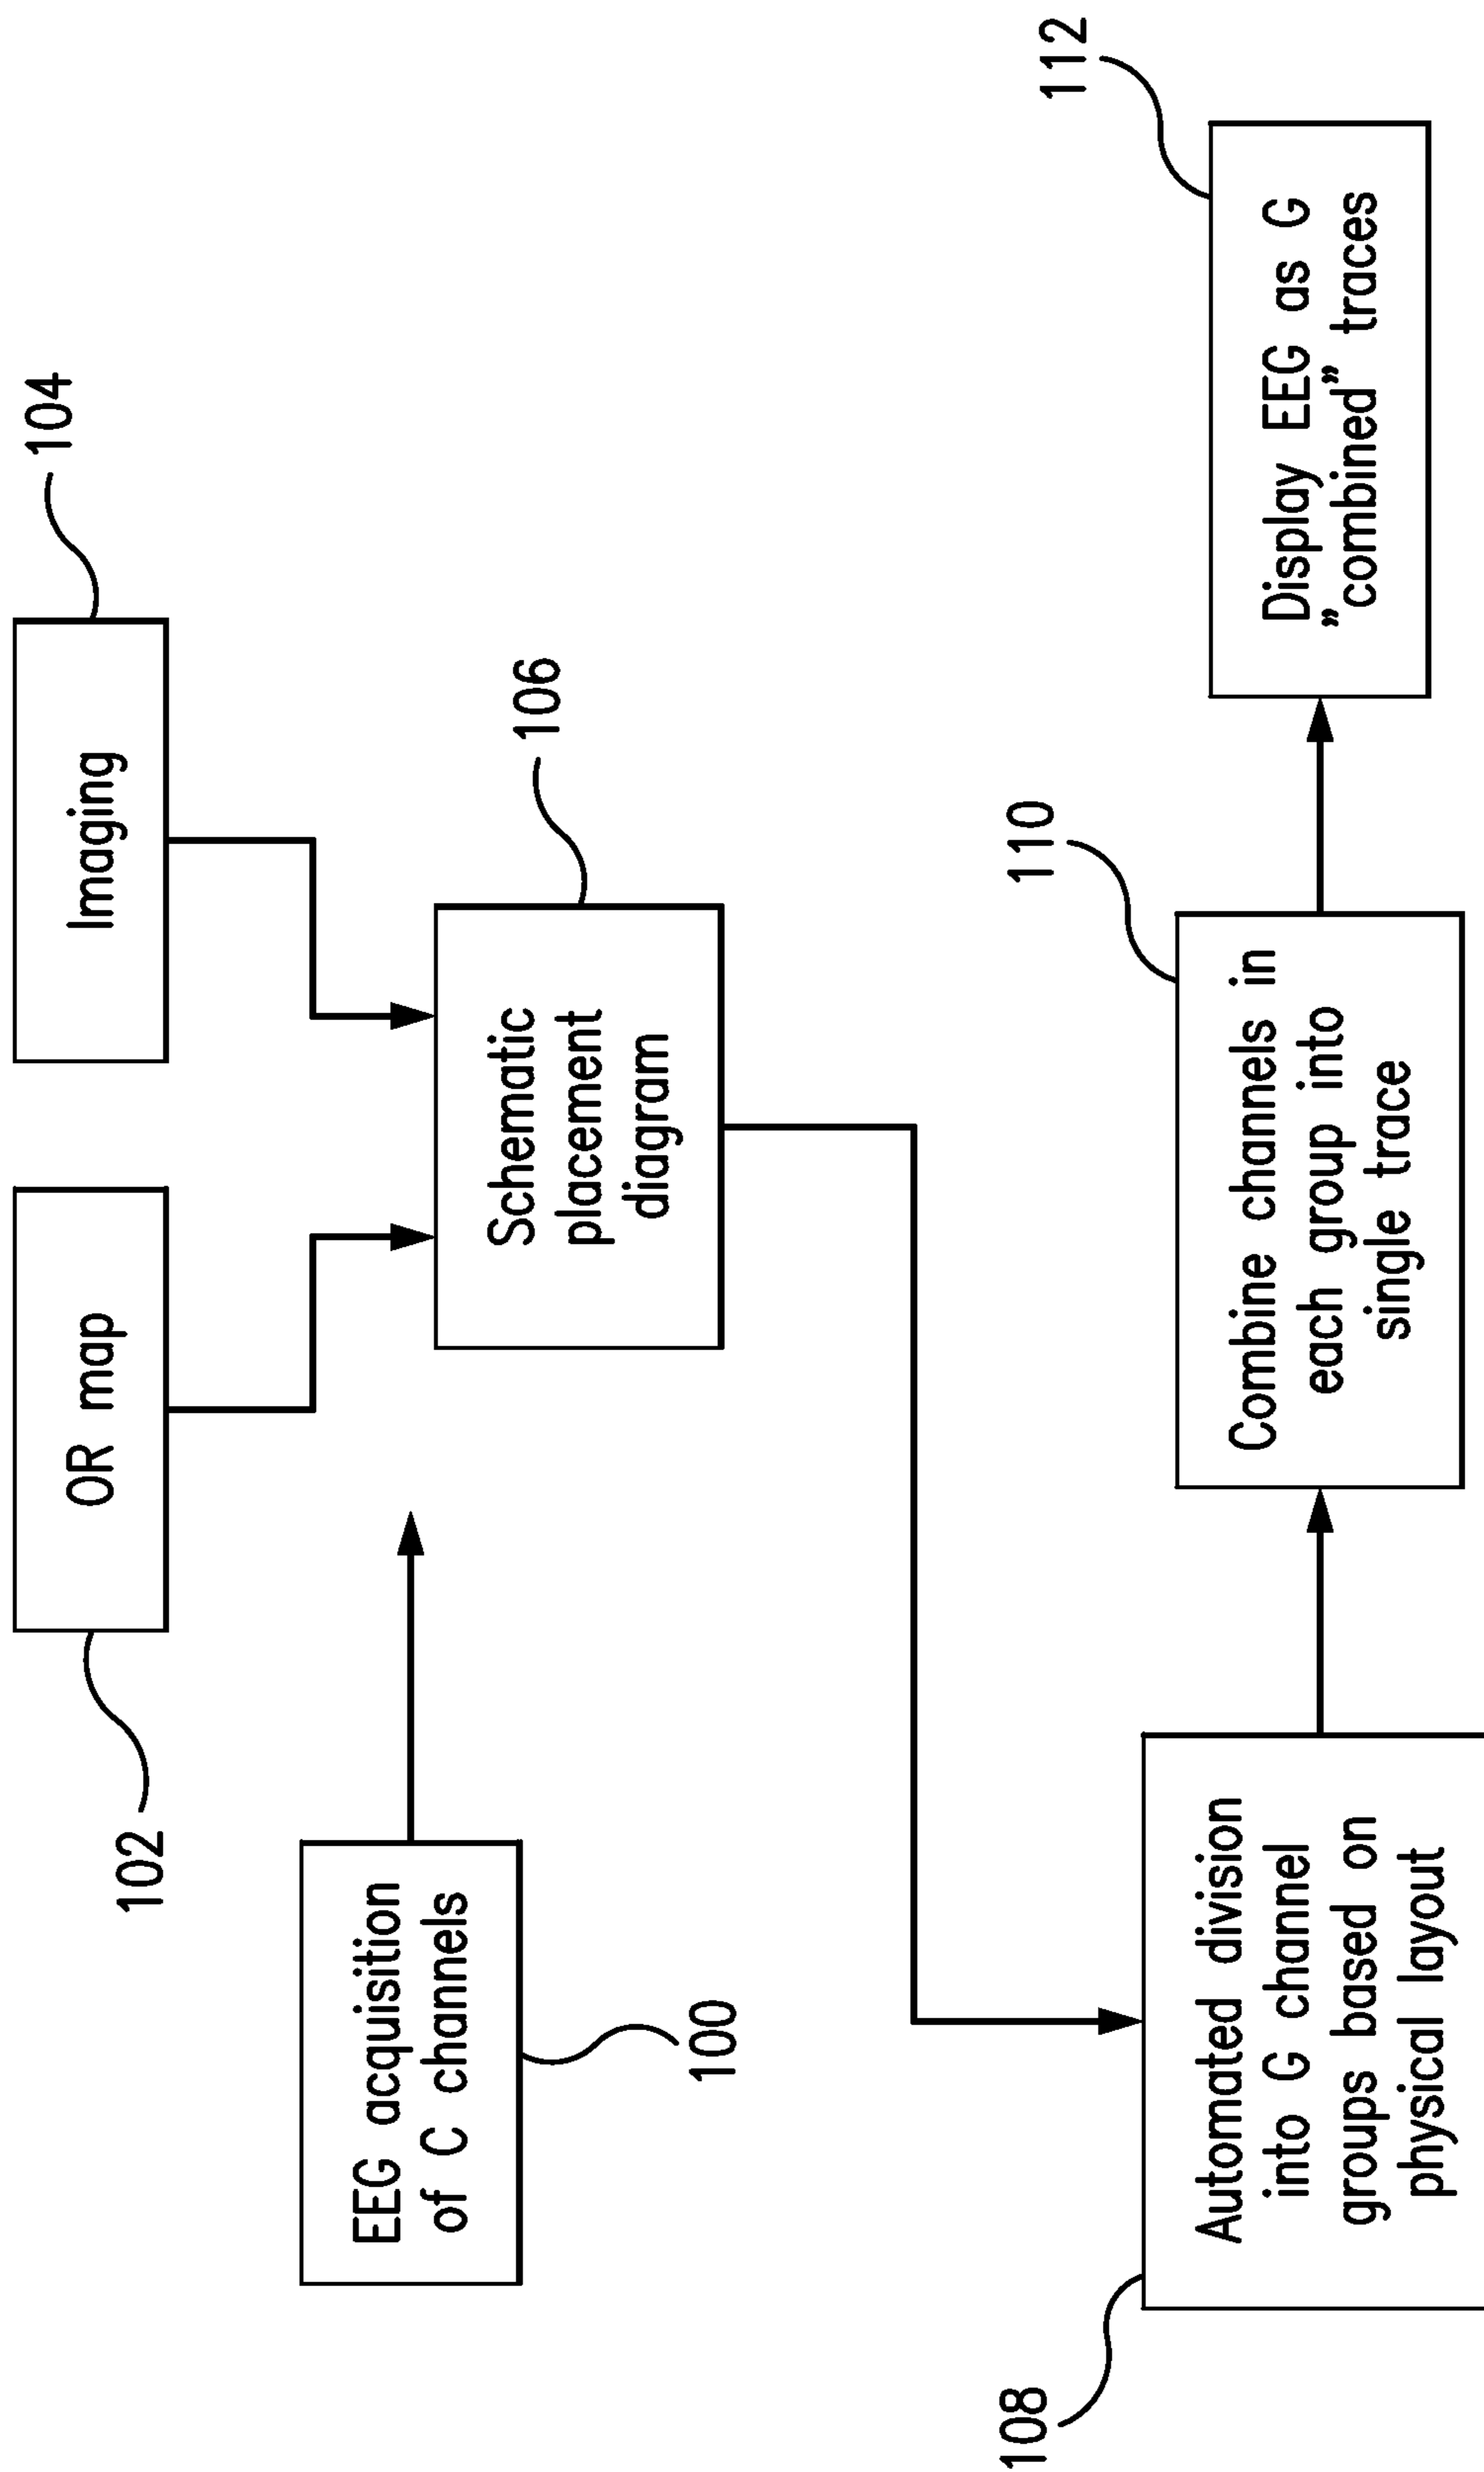 102
OR map
Imaging
104
EEG acquisition
of C channels
100
Schematic
placement
diagram
106
108
Automated division
into G channel
groups based on
physical layout
Combine channels in
each group into
single trace
110
Display EEG as G
”combined” traces
112